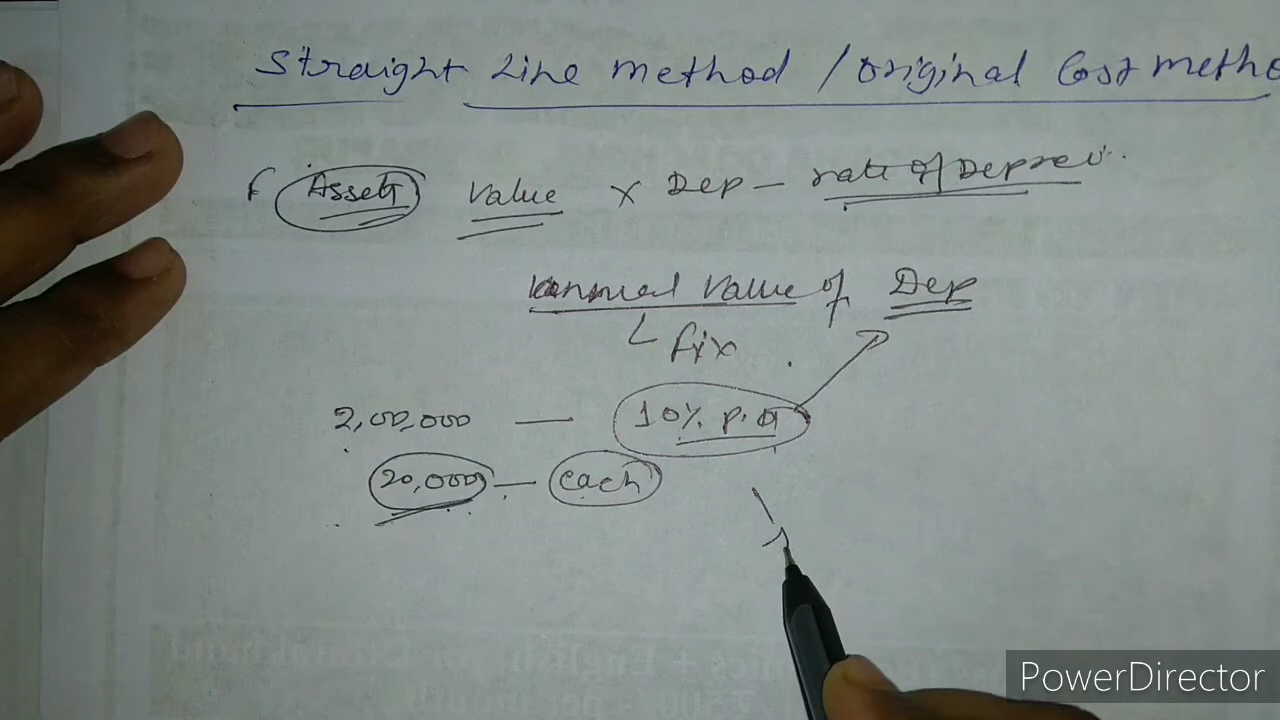 Straight Line Method / Original Cost Metho
Assets Value x Dep - rate of Deprei.
Annual Value of Dep
fix
2,00,000 — 10% p.a
20,000 — each
PowerDirector